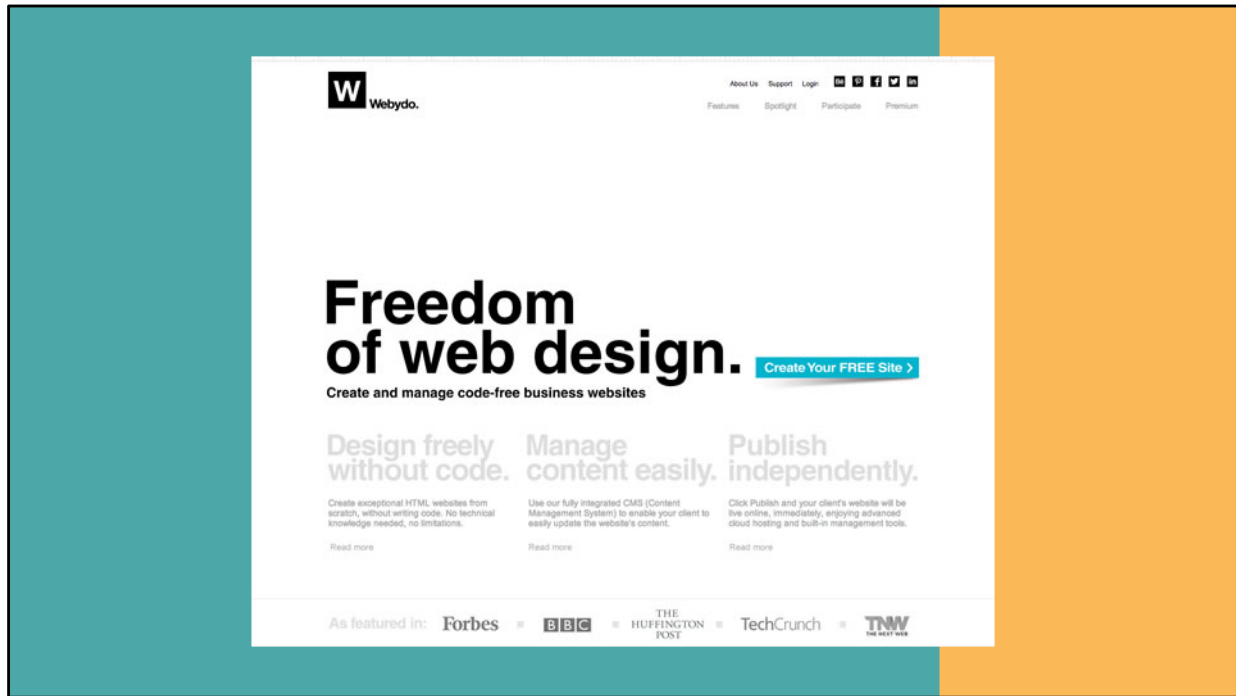 W Webydo.
About Us Support Login Bē P f t in
Features Spotlight Participate Premium
Freedom
of web design.
Create Your FREE Site >
Create and manage code-free business websites
Design freely
without code.
Create exceptional HTML websites from
scratch, without writing code. No technical
knowledge needed, no limitations.
Read more
Manage
content easily.
Use our fully integrated CMS (Content
Management System) to enable your client to
easily update the website's content.
Read more
Publish
independently.
Click Publish and your client's website will be
live online, immediately, enjoying advanced
cloud hosting and built-in management tools.
Read more
As featured in: Forbes BBC THE HUFFINGTON POST TechCrunch TNW THE NEXT WEB